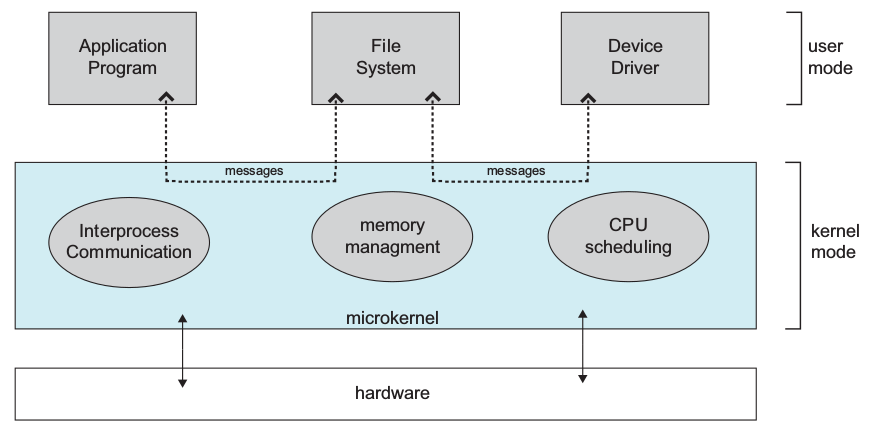 Application
Program
File
System
Device
Driver
user
mode
messages
messages
Interprocess
Communication
memory
managment
CPU
scheduling
kernel
mode
microkernel
hardware